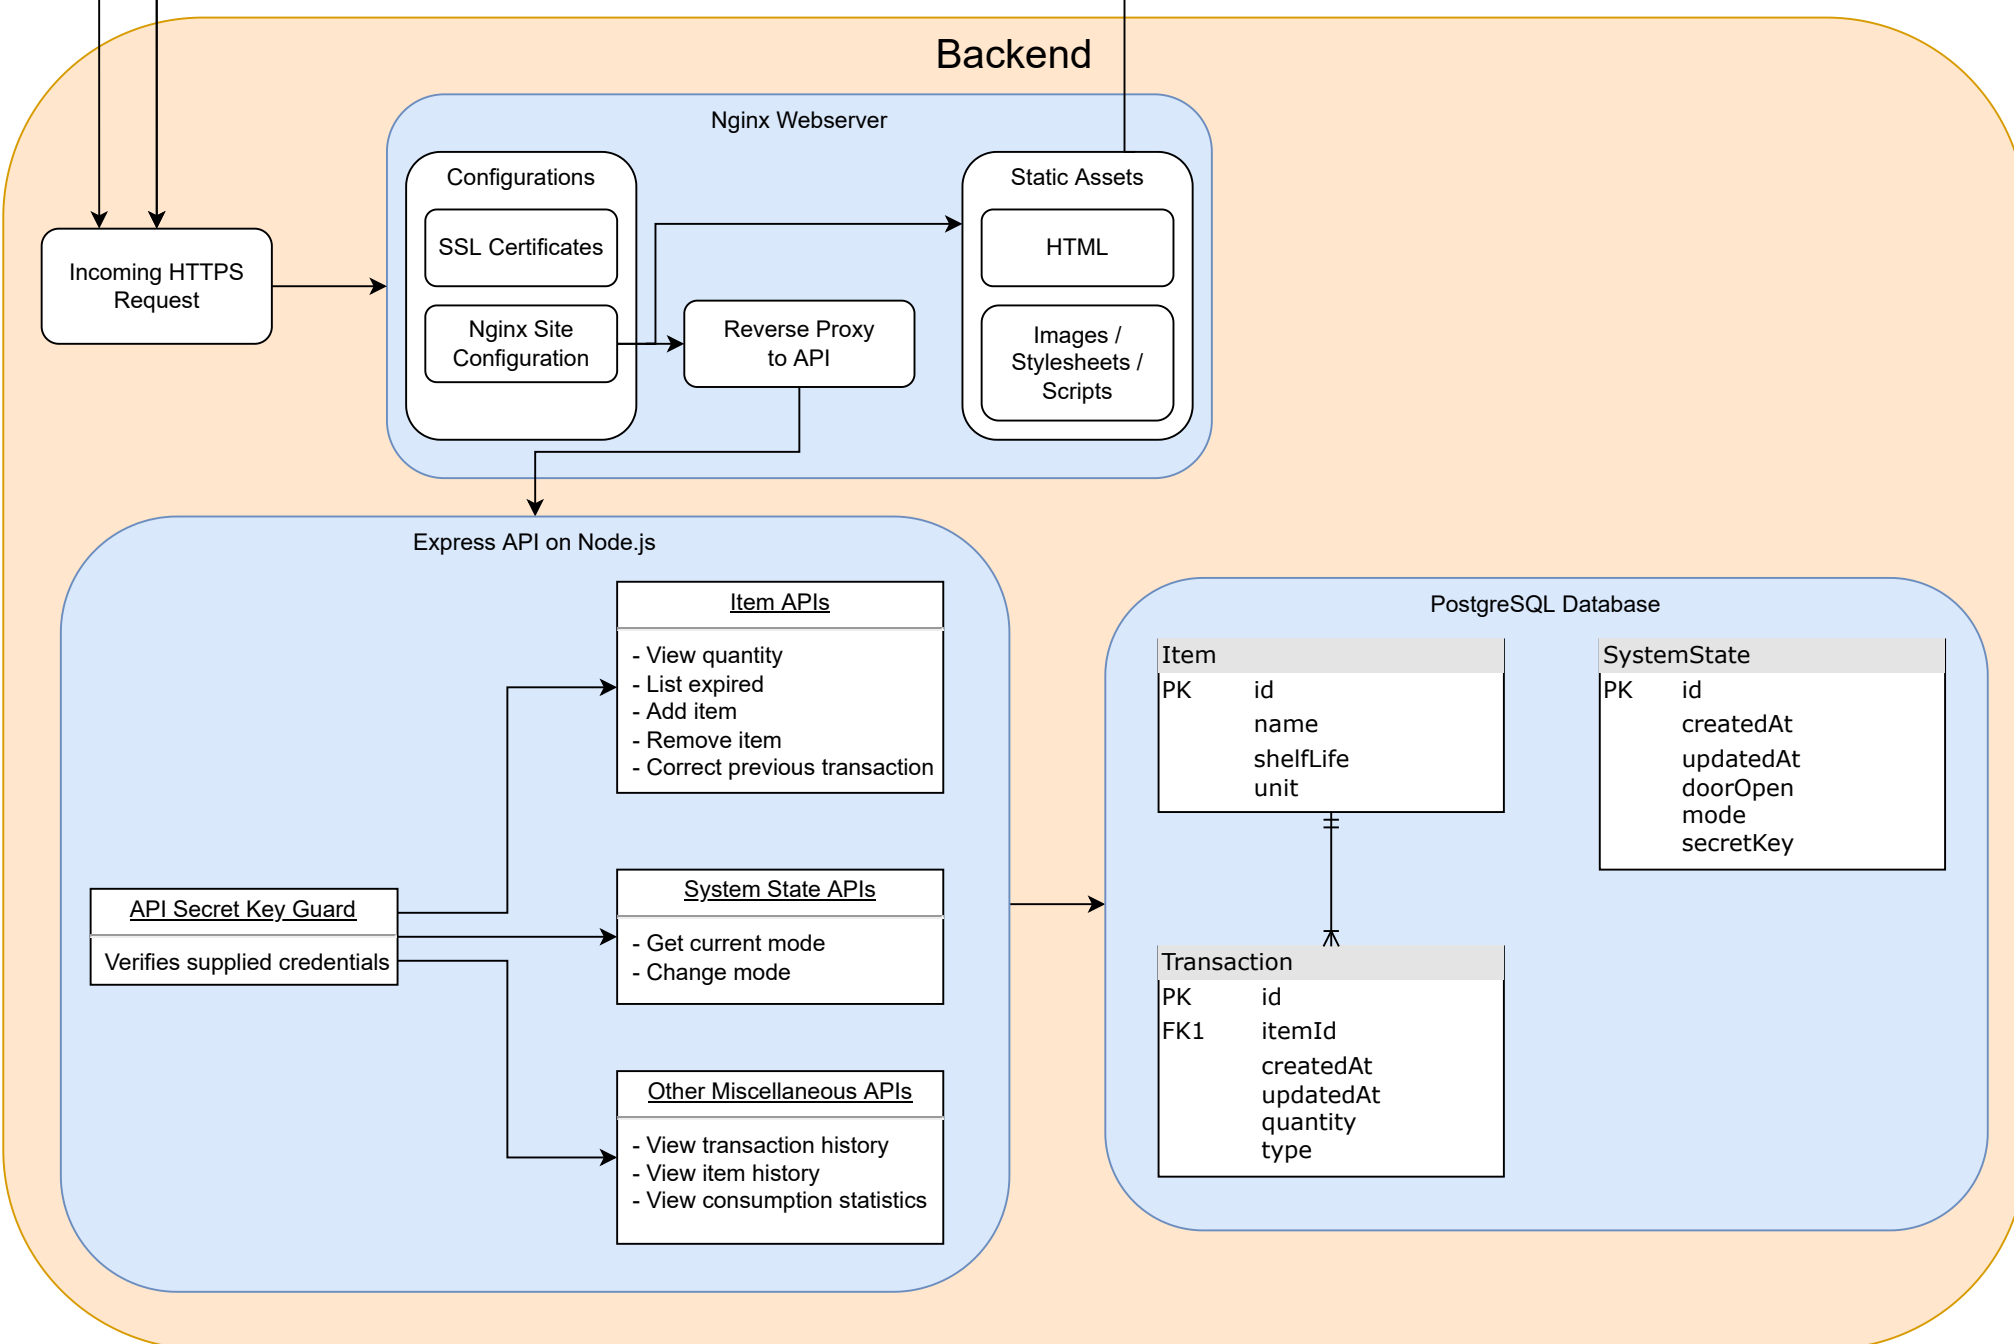 Backend
Nginx Webserver
Configurations
SSL Certificates
Nginx Site
Configuration
Incoming HTTPS
Request
Reverse Proxy
to API
Static Assets
HTML
Images /
Stylesheets /
Scripts
Express API on Node.js
API Secret Key Guard
Verifies supplied credentials
Item APIs
- View quantity
- List expired
- Add item
- Remove item
- Correct previous transaction
System State APIs
- Get current mode
- Change mode
Other Miscellaneous APIs
- View transaction history
- View item history
- View consumption statistics
PostgreSQL Database
Item
PK id
name
shelfLife
unit
SystemState
PK id
createdAt
updatedAt
doorOpen
mode
secretKey
Transaction
PK id
FK1 itemId
createdAt
updatedAt
quantity
type